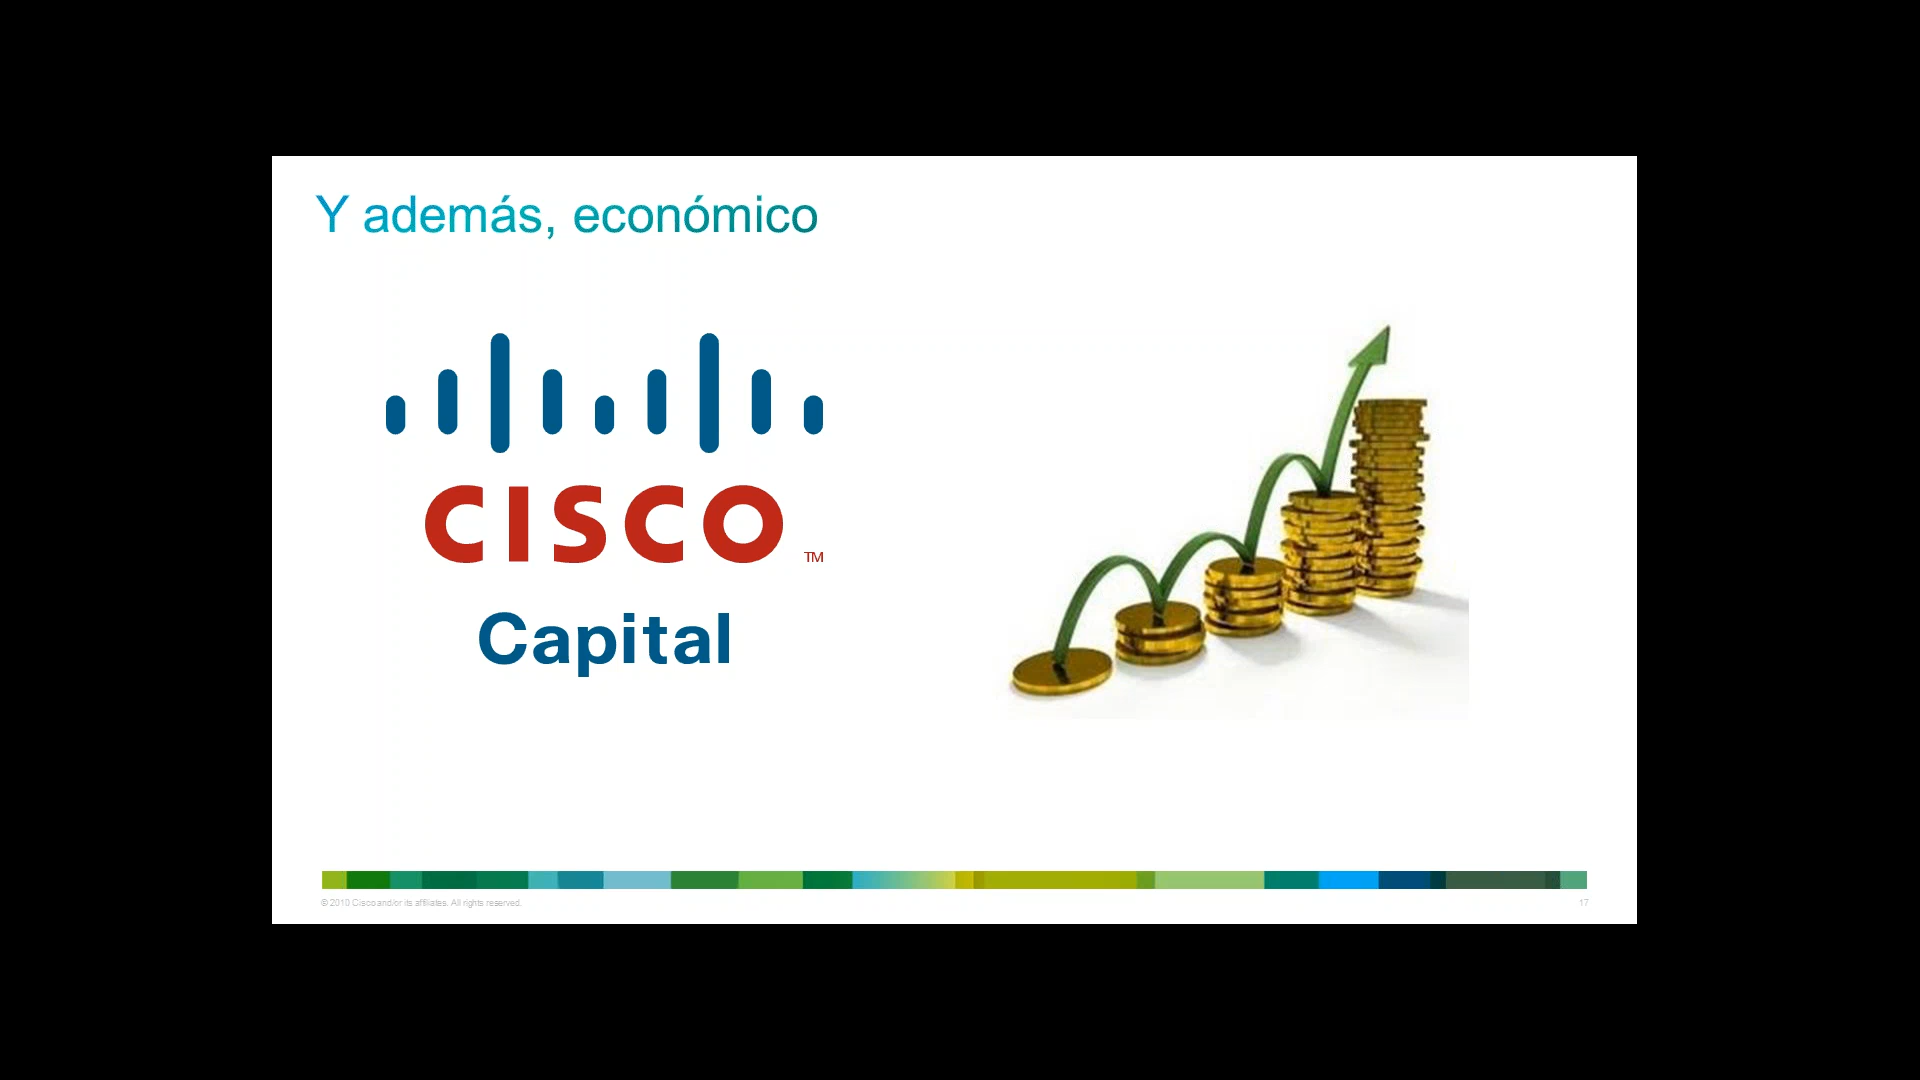 Y además, económico
CISCO
TM
Capital
© 2010 Cisco and/or its affiliates. All rights reserved.
17